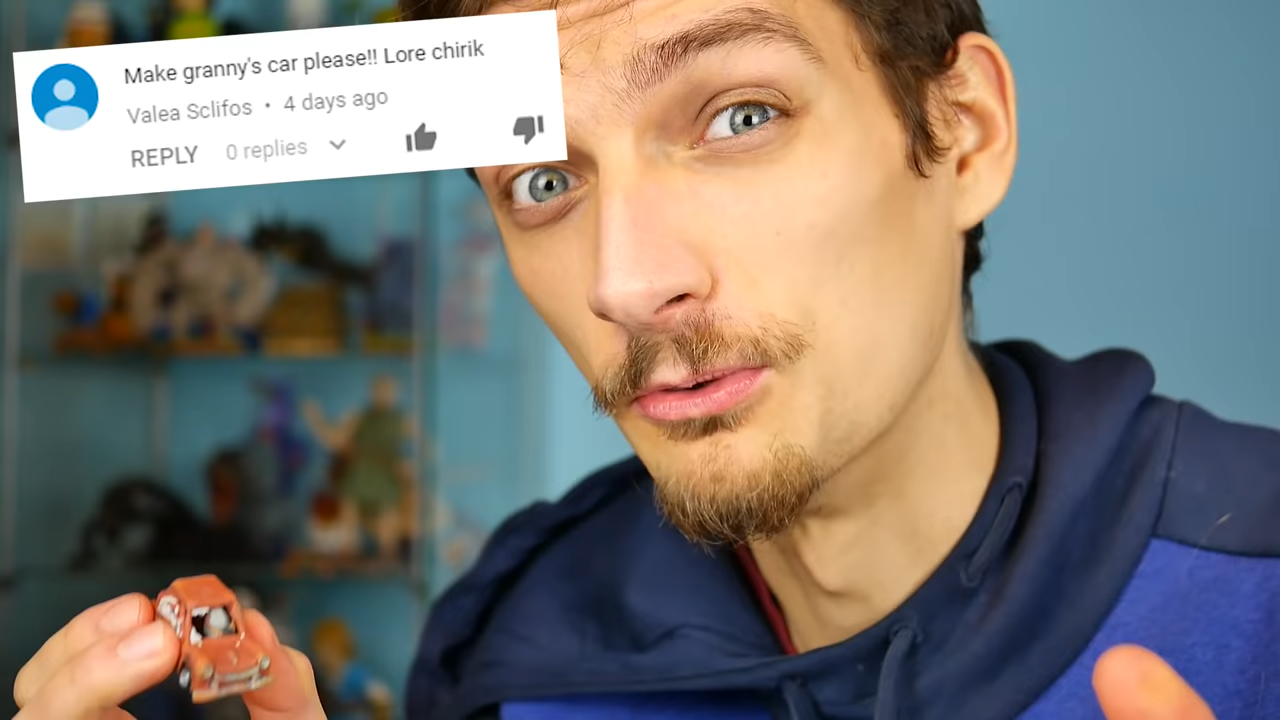 Make granny's car please!! Lore chirik
Valea Sclifos • 4 days ago
REPLY 0 replies